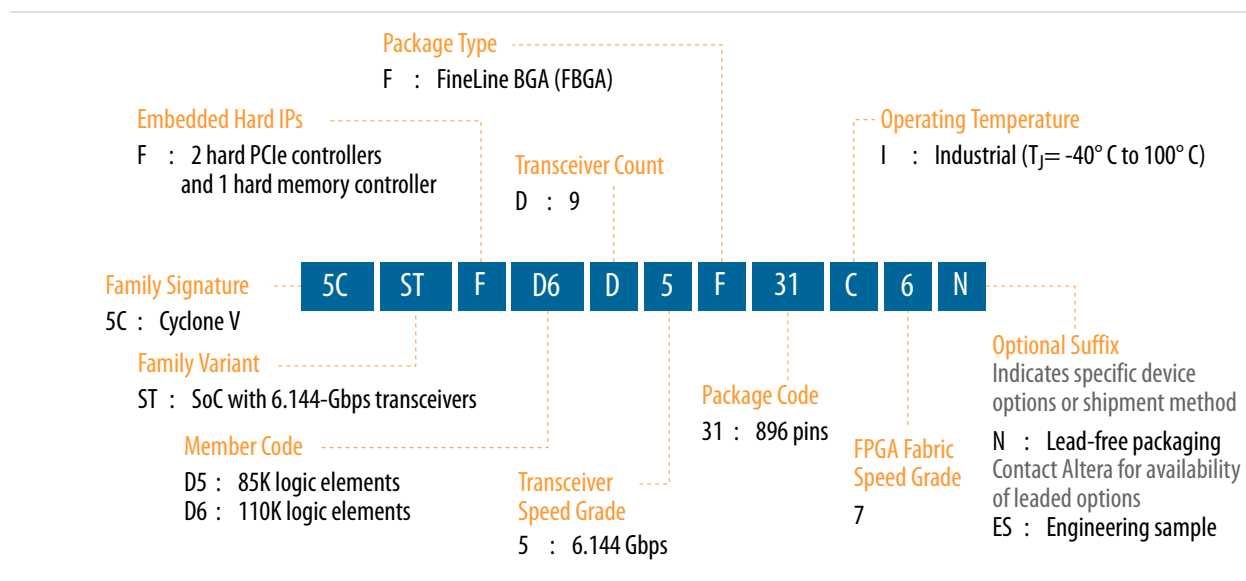 Package Type
F : FineLine BGA (FBGA)
Embedded Hard IPs
F : 2 hard PCIe controllers
and 1 hard memory controller
Transceiver Count
D : 9
Operating Temperature
I : Industrial (TJ= -40° C to 100° C)
5C ST F D6 D 5 F 31 C 6 N
Family Signature
5C : Cyclone V
Family Variant
ST : SoC with 6.144-Gbps transceivers
Member Code
D5 : 85K logic elements
D6 : 110K logic elements
Transceiver
Speed Grade
5 : 6.144 Gbps
Package Code
31 : 896 pins
FPGA Fabric
Speed Grade
7
Optional Suffix
Indicates specific device
options or shipment method
N : Lead-free packaging
Contact Altera for availability
of leaded options
ES : Engineering sample